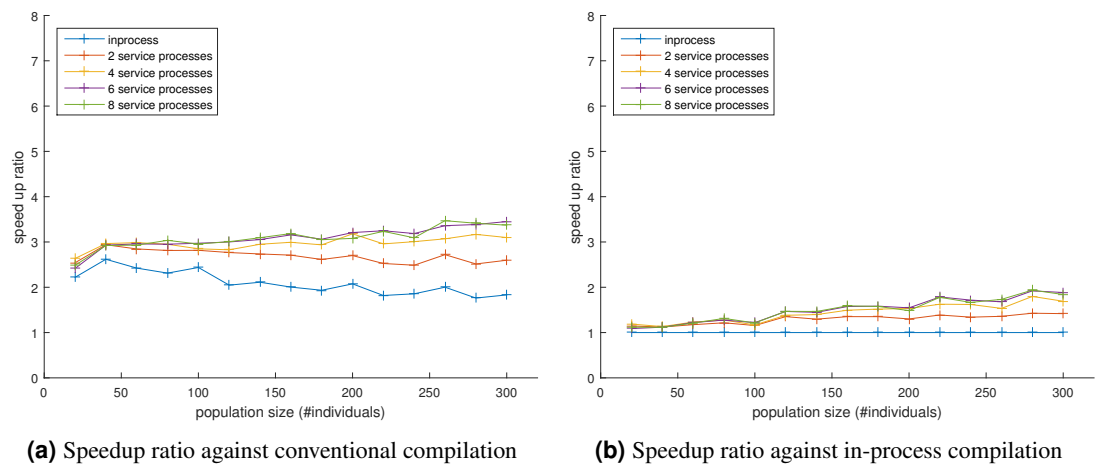 8
7
6
5
4
3
2
1
0
speed up ratio
inprocess
2 service processes
4 service processes
6 service processes
8 service processes
0 50 100 150 200 250 300
population size (#individuals)
(a) Speedup ratio against conventional compilation
8
7
6
5
4
3
2
1
0
speed up ratio
inprocess
2 service processes
4 service processes
6 service processes
8 service processes
0 50 100 150 200 250 300
population size (#individuals)
(b) Speedup ratio against in-process compilation